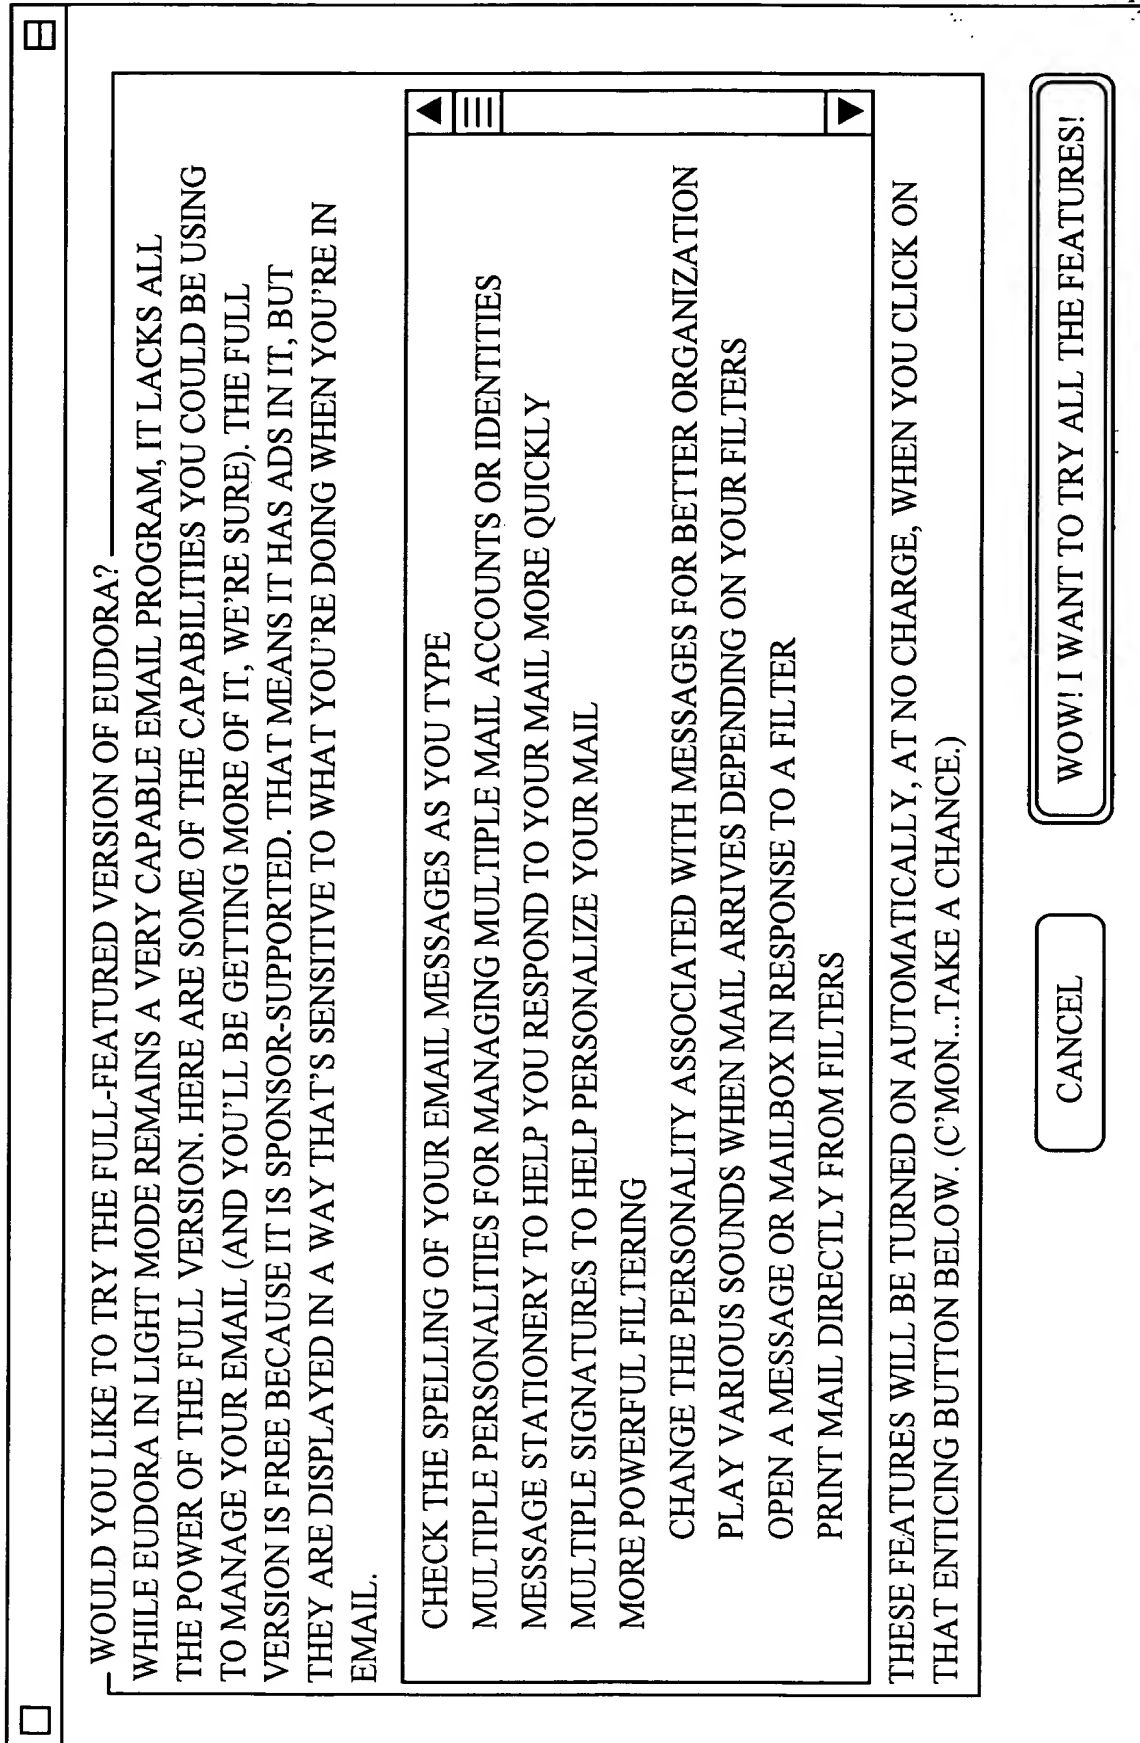 WOULD YOU LIKE TO TRY THE FULL-FEATURED VERSION OF EUDORA?
WHILE EUDORA IN LIGHT MODE REMAINS A VERY CAPABLE EMAIL PROGRAM, IT LACKS ALL
THE POWER OF THE FULL VERSION. HERE ARE SOME OF THE CAPABILITIES YOU COULD BE USING
TO MANAGE YOUR EMAIL (AND YOU'LL BE GETTING MORE OF IT, WE'RE SURE). THE FULL
VERSION IS FREE BECAUSE IT IS SPONSOR-SUPPORTED. THAT MEANS IT HAS ADS IN IT, BUT
THEY ARE DISPLAYED IN A WAY THAT'S SENSITIVE TO WHAT YOU'RE DOING WHEN YOU'RE IN
EMAIL.
CHECK THE SPELLING OF YOUR EMAIL MESSAGES AS YOU TYPE
MULTIPLE PERSONALITIES FOR MANAGING MULTIPLE MAIL ACCOUNTS OR IDENTITIES
MESSAGE STATIONERY TO HELP YOU RESPOND TO YOUR MAIL MORE QUICKLY
MULTIPLE SIGNATURES TO HELP PERSONALIZE YOUR MAIL
MORE POWERFUL FILTERING
CHANGE THE PERSONALITY ASSOCIATED WITH MESSAGES FOR BETTER ORGANIZATION
PLAY VARIOUS SOUNDS WHEN MAIL ARRIVES DEPENDING ON YOUR FILTERS
OPEN A MESSAGE OR MAILBOX IN RESPONSE TO A FILTER
PRINT MAIL DIRECTLY FROM FILTERS
THESE FEATURES WILL BE TURNED ON AUTOMATICALLY, AT NO CHARGE, WHEN YOU CLICK ON
THAT ENTICING BUTTON BELOW. (C'MON...TAKE A CHANCE.)
CANCEL
WOW! I WANT TO TRY ALL THE FEATURES!